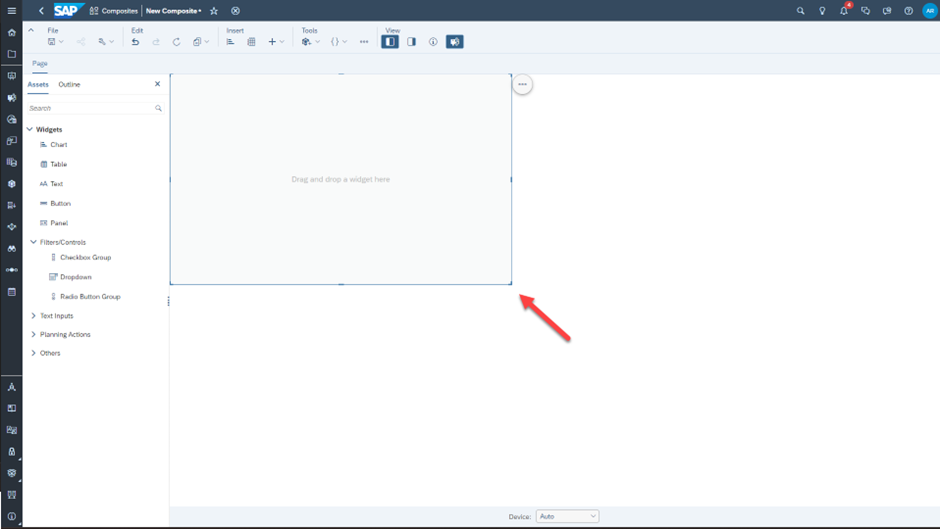 SAP Composites New Composite* 4 AR
File Edit Insert Tools View
Page
Assets Outline
Search
Widgets
Chart
Table
AA Text
Button
Panel
Filters/Controls
Checkbox Group
Dropdown
Radio Button Group
Text Inputs
Planning Actions
Others
Drag and drop a widget here
Device: Auto